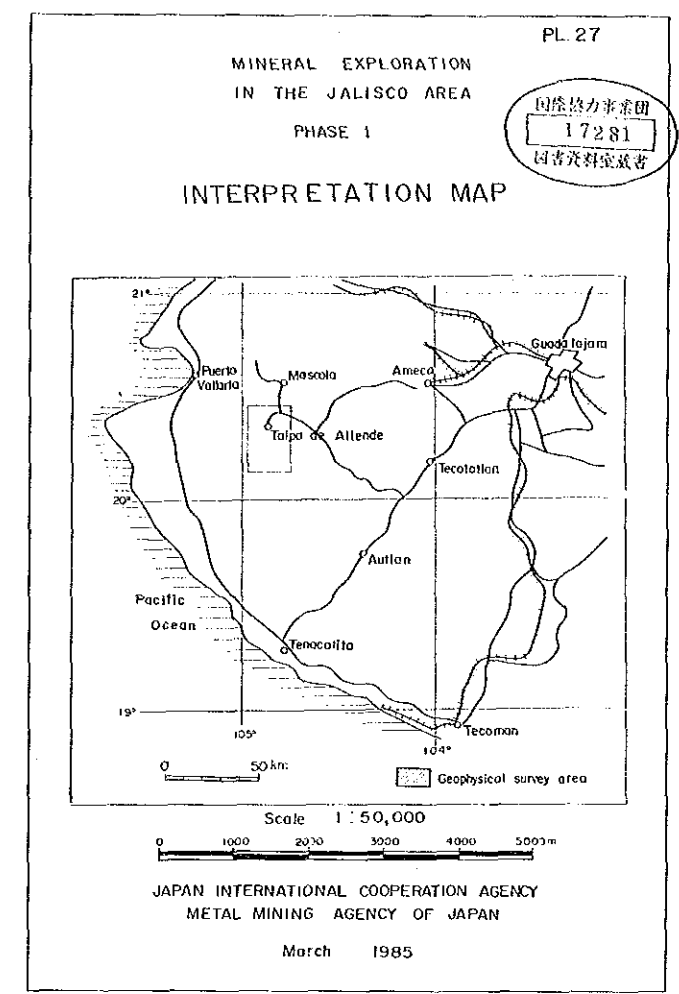 PL. 27
MINERAL EXPLORATION
IN THE JALISCO AREA
PHASE 1
国際協力事業団
17281
図書資料室蔵書
INTERPRETATION MAP
21°
Guadalajara
Puerto
Vallarta
Mascota
Ameca
Talpa de Allende
Tecolotlan
20°
Autlan
Pacific
Ocean
Tenacatita
19°
105°
104°
Tecoman
0 50 km
Geophysical survey area
Scale 1:50,000
0 1000 2000 3000 4000 5000m
JAPAN INTERNATIONAL COOPERATION AGENCY
METAL MINING AGENCY OF JAPAN
March 1985